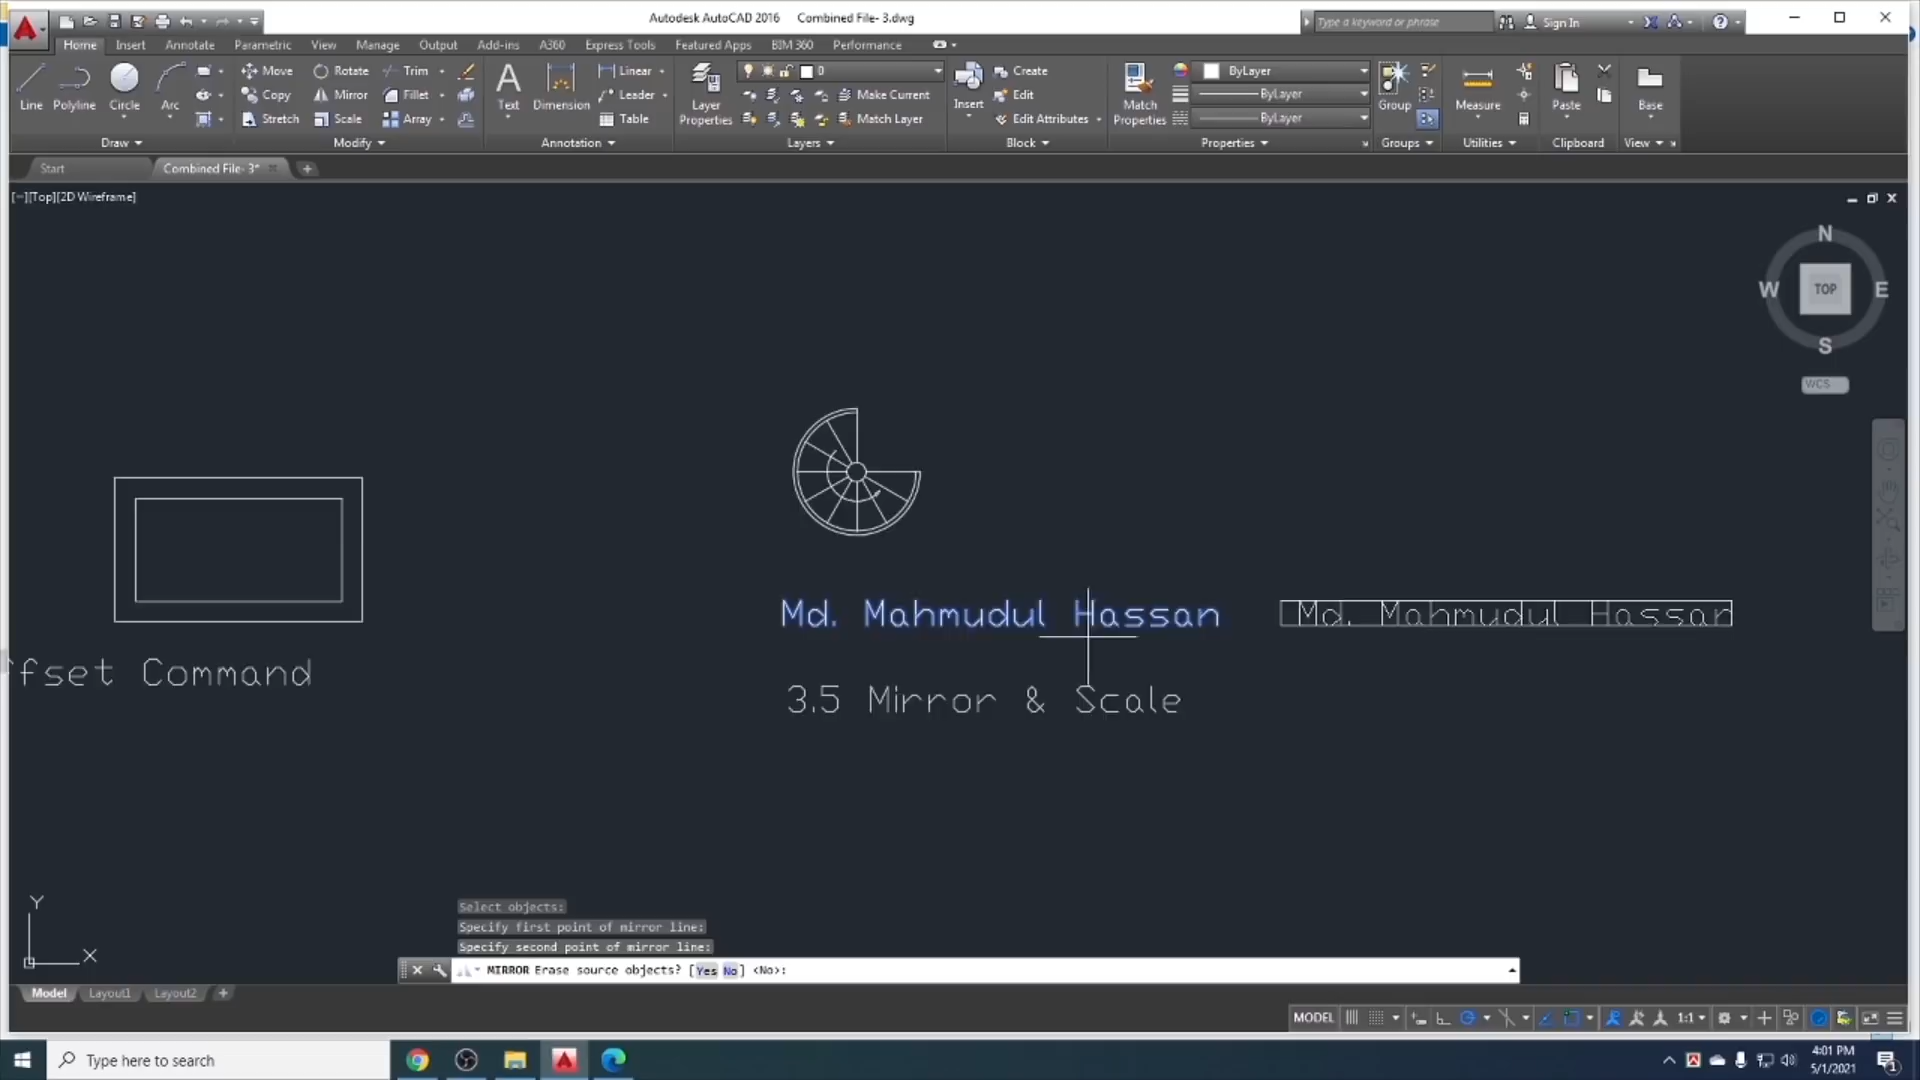 Autodesk AutoCAD 2016 Combined File- 3.dwg
Type a keyword or phrase
Sign In
Home Insert Annotate Parametric View Manage Output Add-ins A360 Express Tools Featured Apps BIM 360 Performance
Line Polyline Circle Arc
Move Rotate Trim
Copy Mirror Fillet
Stretch Scale Array
Text Dimension
Linear
Leader
Table
Layer Properties
0
Make Current
Match Layer
Insert
Create
Edit
Edit Attributes
Match Properties
ByLayer
ByLayer
ByLayer
Group
Measure
Paste
Base
Draw Modify Annotation Layers Block Properties Groups Utilities Clipboard View
Start Combined File- 3*
[−][Top][2D Wireframe]
N
W TOP E
S
WCS
Md. Mahmudul Hassan Md. Mahmudul Hassan
fset Command
3.5 Mirror & Scale
Y
X
Select objects:
Specify first point of mirror line:
Specify second point of mirror line:
MIRROR Erase source objects? [Yes No] <No>:
Model Layout1 Layout2
MODEL 1:1
Type here to search
4:01 PM
5/1/2021
1